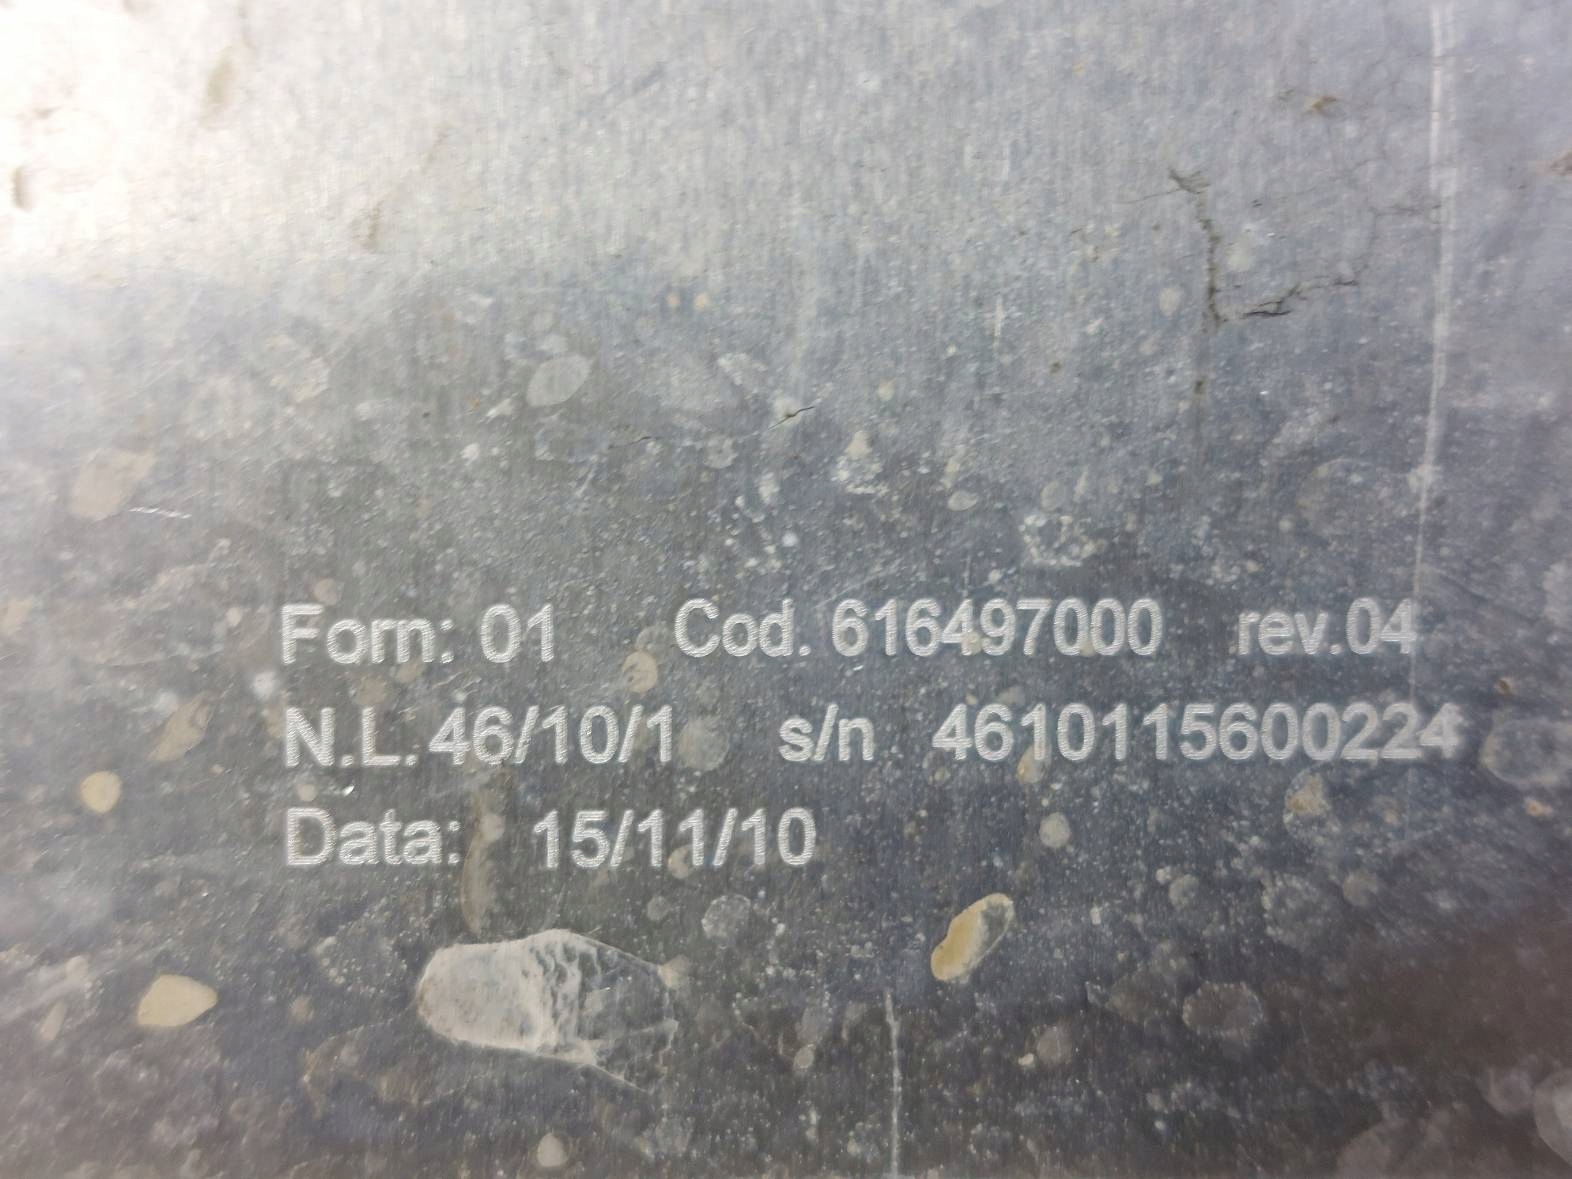 Forn: 01 Cod. 616497000 rev.04
N.L. 46/10/1 s/n 4610115600224
Data: 15/11/10